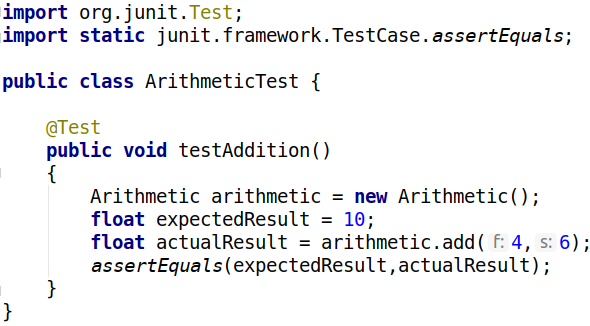 import org.junit.Test;
import static junit.framework.TestCase.assertEquals;
public class ArithmeticTest {
@Test
public void testAddition()
{
Arithmetic arithmetic = new Arithmetic();
float expectedResult = 10;
float actualResult = arithmetic.add( f: 4, s: 6);
assertEquals(expectedResult,actualResult);
}
}